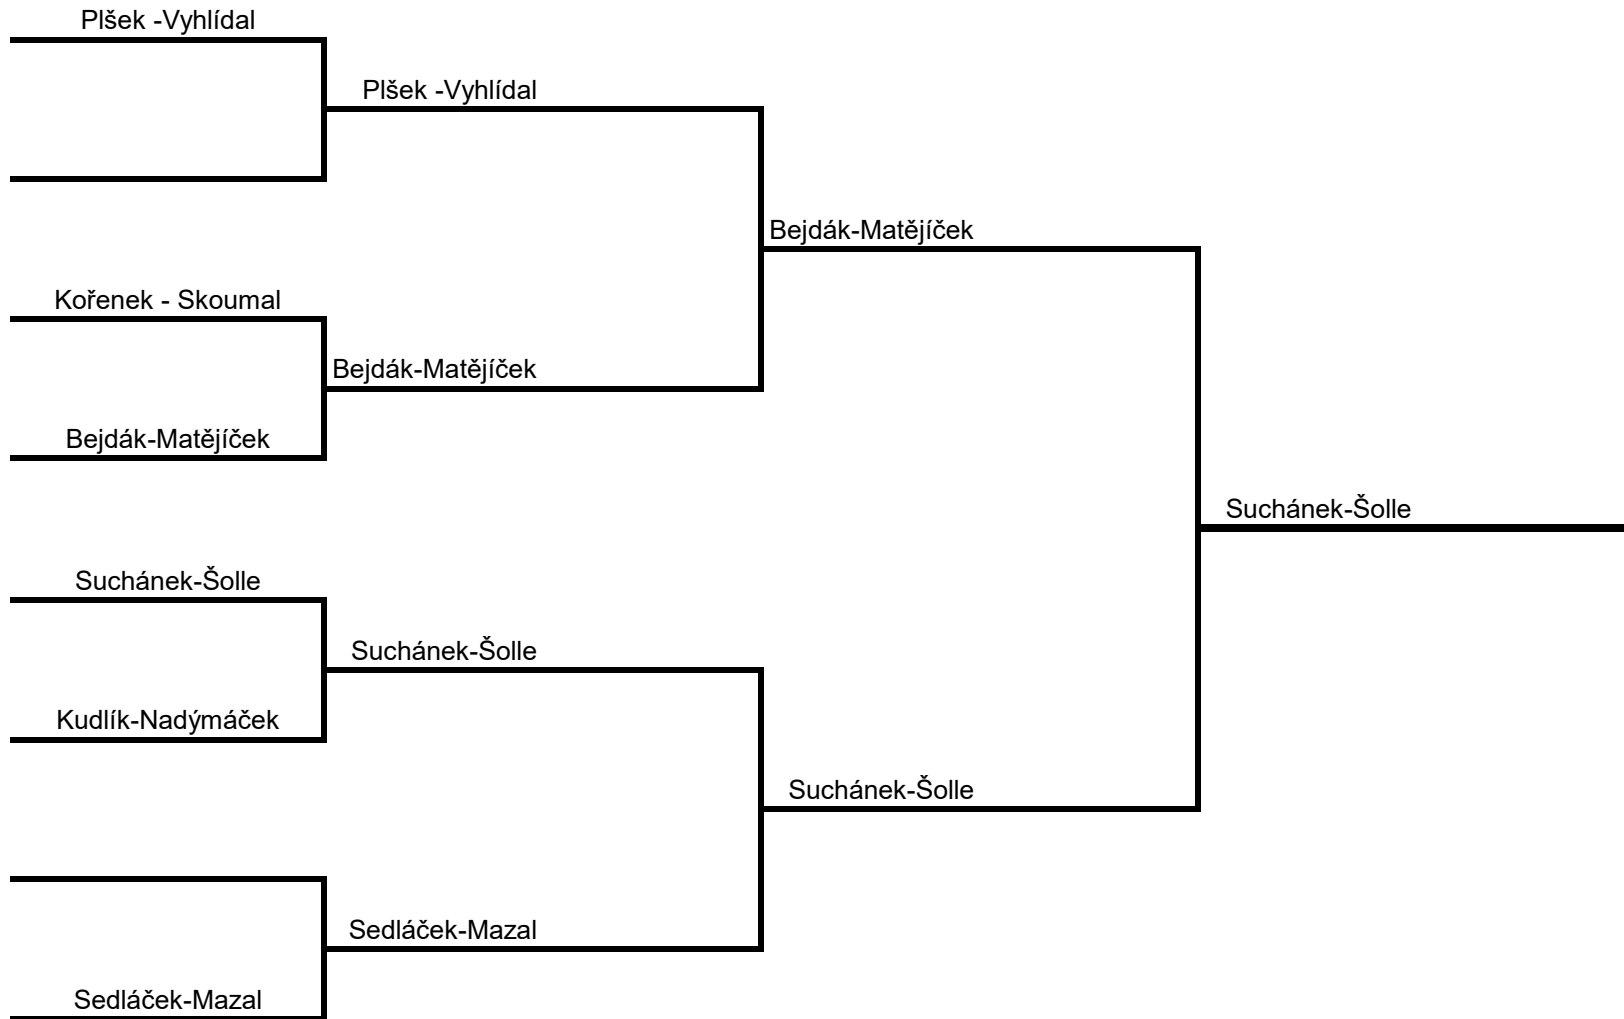 Plšek -Vyhlídal
Plšek -Vyhlídal
Bejdák-Matějíček
Kořenek - Skoumal
Bejdák-Matějíček
Bejdák-Matějíček
Suchánek-Šolle
Suchánek-Šolle
Suchánek-Šolle
Kudlík-Nadýmáček
Suchánek-Šolle
Sedláček-Mazal
Sedláček-Mazal